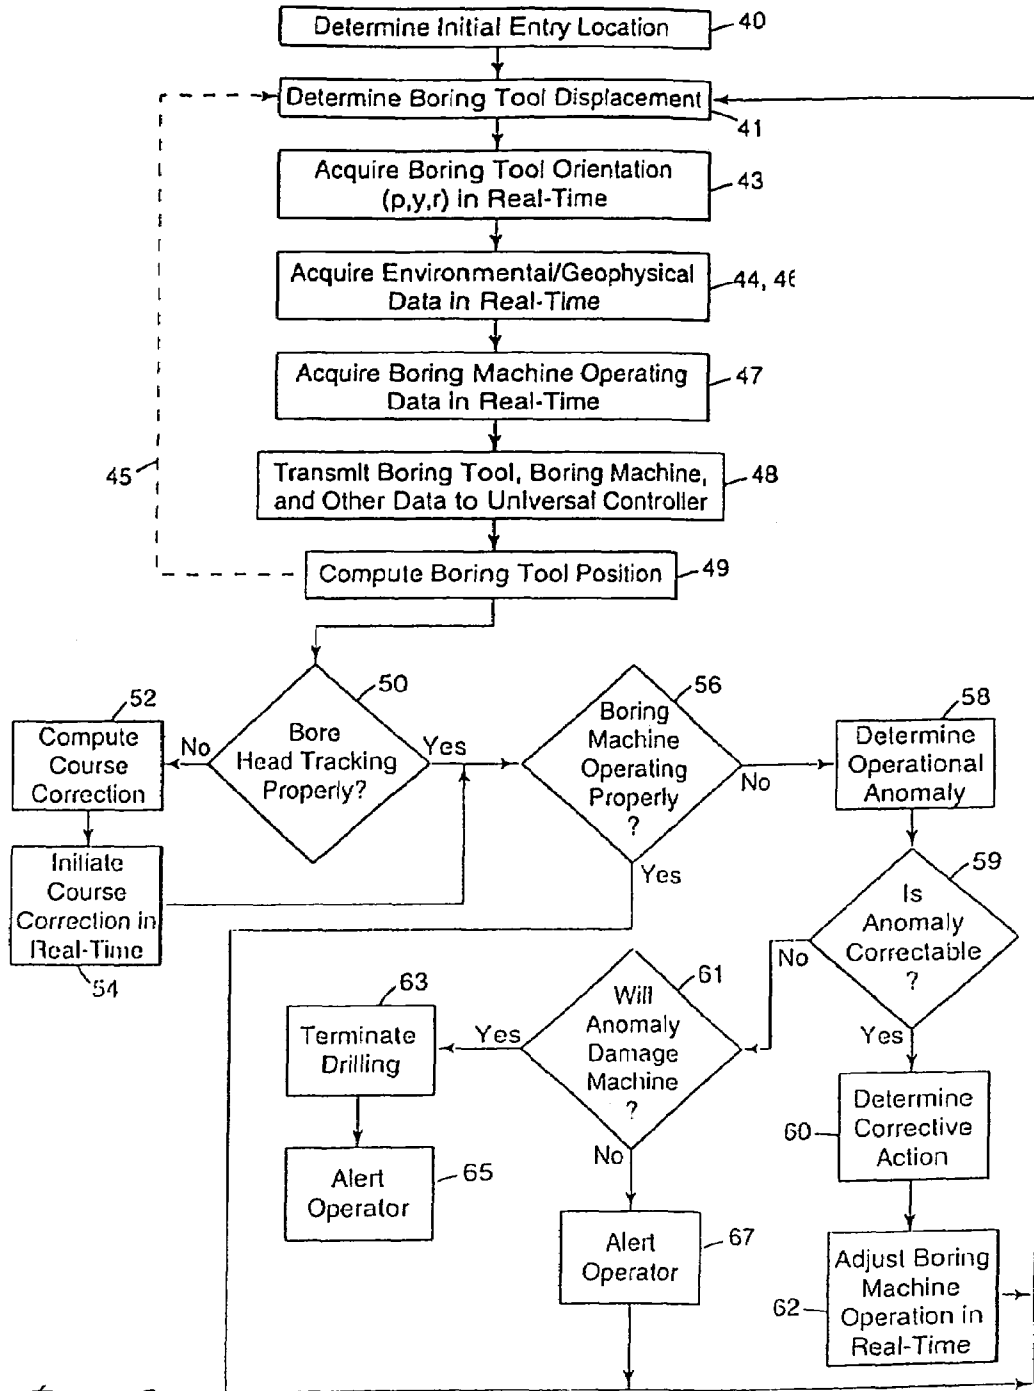 Determine Initial Entry Location
40
Determine Boring Tool Displacement
41
Acquire Boring Tool Orientation
(p,y,r) in Real-Time
43
Acquire Environmental/Geophysical
Data in Real-Time
44, 46
Acquire Boring Machine Operating
Data in Real-Time
47
45
Transmit Boring Tool, Boring Machine,
and Other Data to Universal Controller
48
Compute Boring Tool Position
49
52
Compute
Course
Correction
No
50
Bore
Head Tracking
Properly?
Yes
56
Boring
Machine
Operating
Properly
?
No
Yes
58
Determine
Operational
Anomaly
Initiate
Course
Correction in
Real-Time
54
59
Is
Anomaly
Correctable
?
No
Yes
61
Will
Anomaly
Damage
Machine
?
Yes
No
63
Terminate
Drilling
Alert
Operator
65
Alert
Operator
67
60
Determine
Corrective
Action
62
Adjust Boring
Machine
Operation in
Real-Time